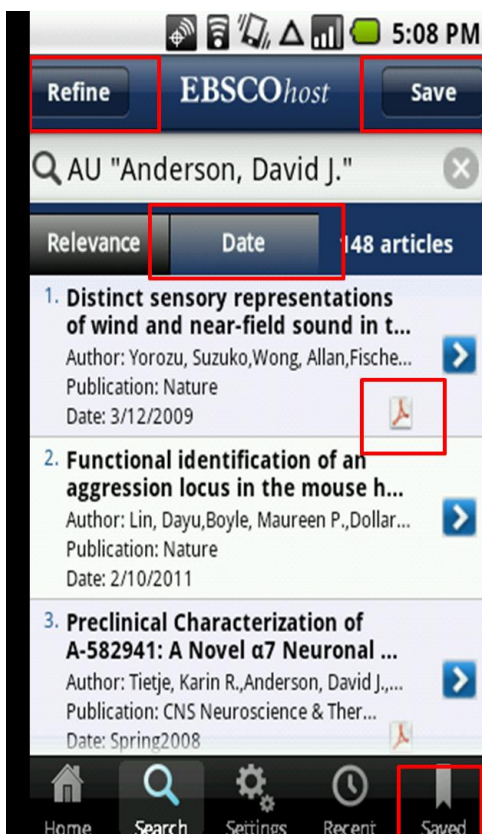 5:08 PM
Refine EBSCOhost Save
AU "Anderson, David J."
Relevance Date 148 articles
1. Distinct sensory representations
of wind and near-field sound in t...
Author: Yorozu, Suzuko,Wong, Allan,Fische...
Publication: Nature
Date: 3/12/2009
2. Functional identification of an
aggression locus in the mouse h...
Author: Lin, Dayu,Boyle, Maureen P.,Dollar...
Publication: Nature
Date: 2/10/2011
3. Preclinical Characterization of
A-582941: A Novel α7 Neuronal ...
Author: Tietje, Karin R.,Anderson, David J.,...
Publication: CNS Neuroscience & Ther...
Date: Spring2008
Home Search Settings Recent Saved